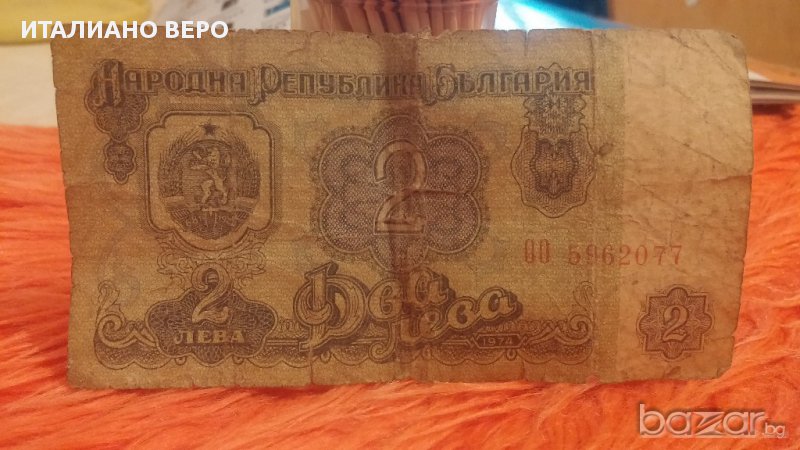 ИТАЛИАНО ВЕРО
НАРОДНА РЕПУБЛИКА БЪЛГАРИЯ
2
ОО 5962077
2
ЛЕВА
ДВА
ЛЕВА
1974
2
bazar.bg